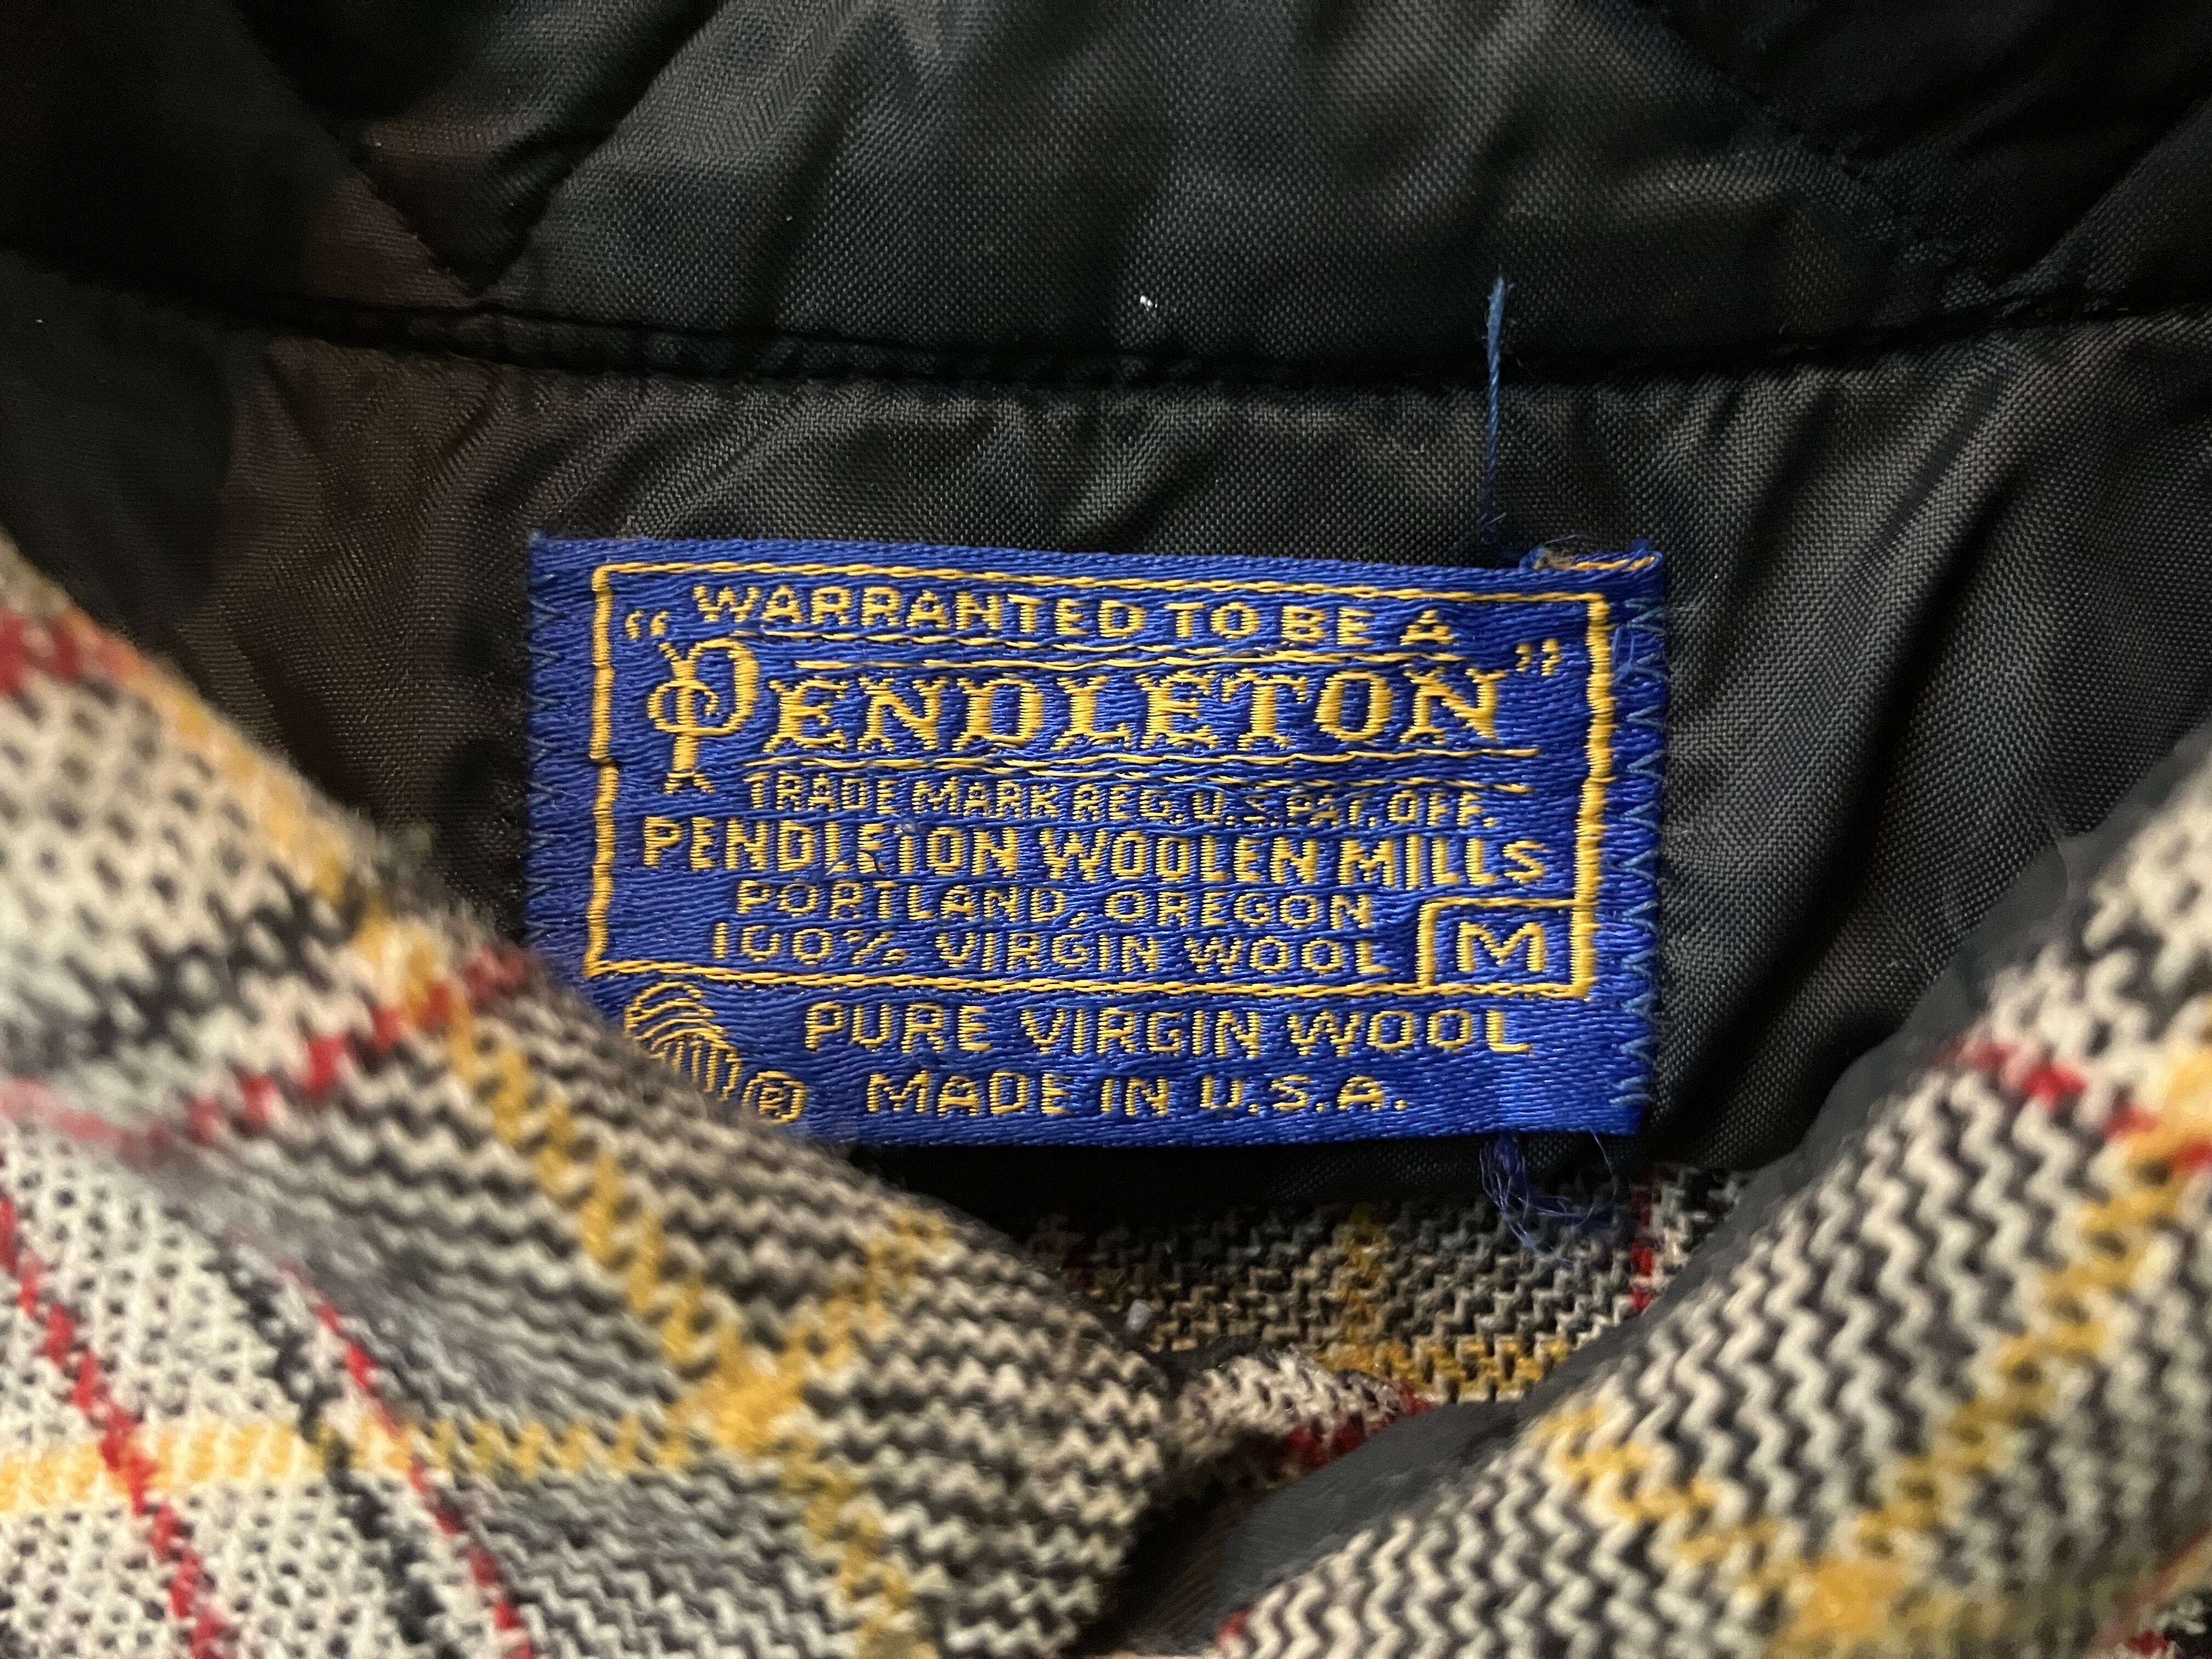 "WARRANTED TO BE A
PENDLETON"
TRADE MARK REG. U.S. PAT. OFF.
PENDLETON WOOLEN MILLS
PORTLAND, OREGON
100% VIRGIN WOOL M
PURE VIRGIN WOOL
® MADE IN U.S.A.